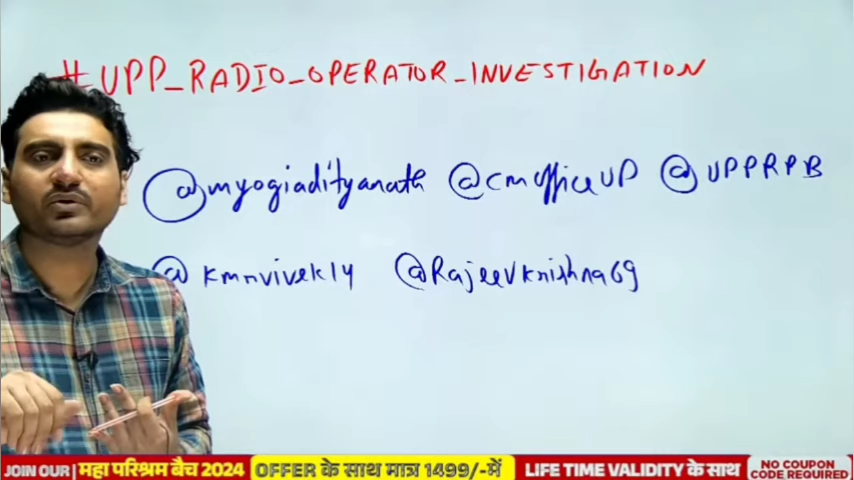 #UPP_RADIO_OPERATOR_INVESTIGATION
@myogiadityanath @cmofficeUP @UPPRPB
@kmnvivekly @RajeevKrishna69
JOIN OUR | महा परिश्रम बैच 2024 OFFER के साथ मात्र 1499/-में LIFE TIME VALIDITY के साथ NO COUPON
CODE REQUIRED